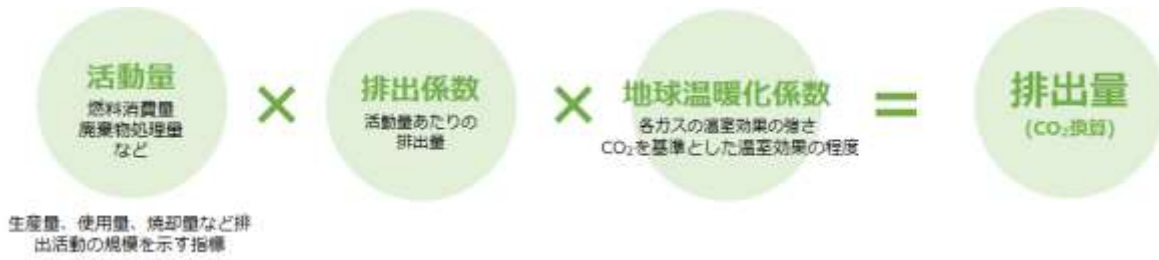 活動量
燃料消費量
廃棄物処理量
など
×
排出係数
活動量あたりの
排出量
×
地球温暖化係数
各ガスの温室効果の強さ
CO₂を基準とした温室効果の程度
=
排出量
(CO₂換算)
生産量、使用量、焼却量など排
出活動の規模を示す指標